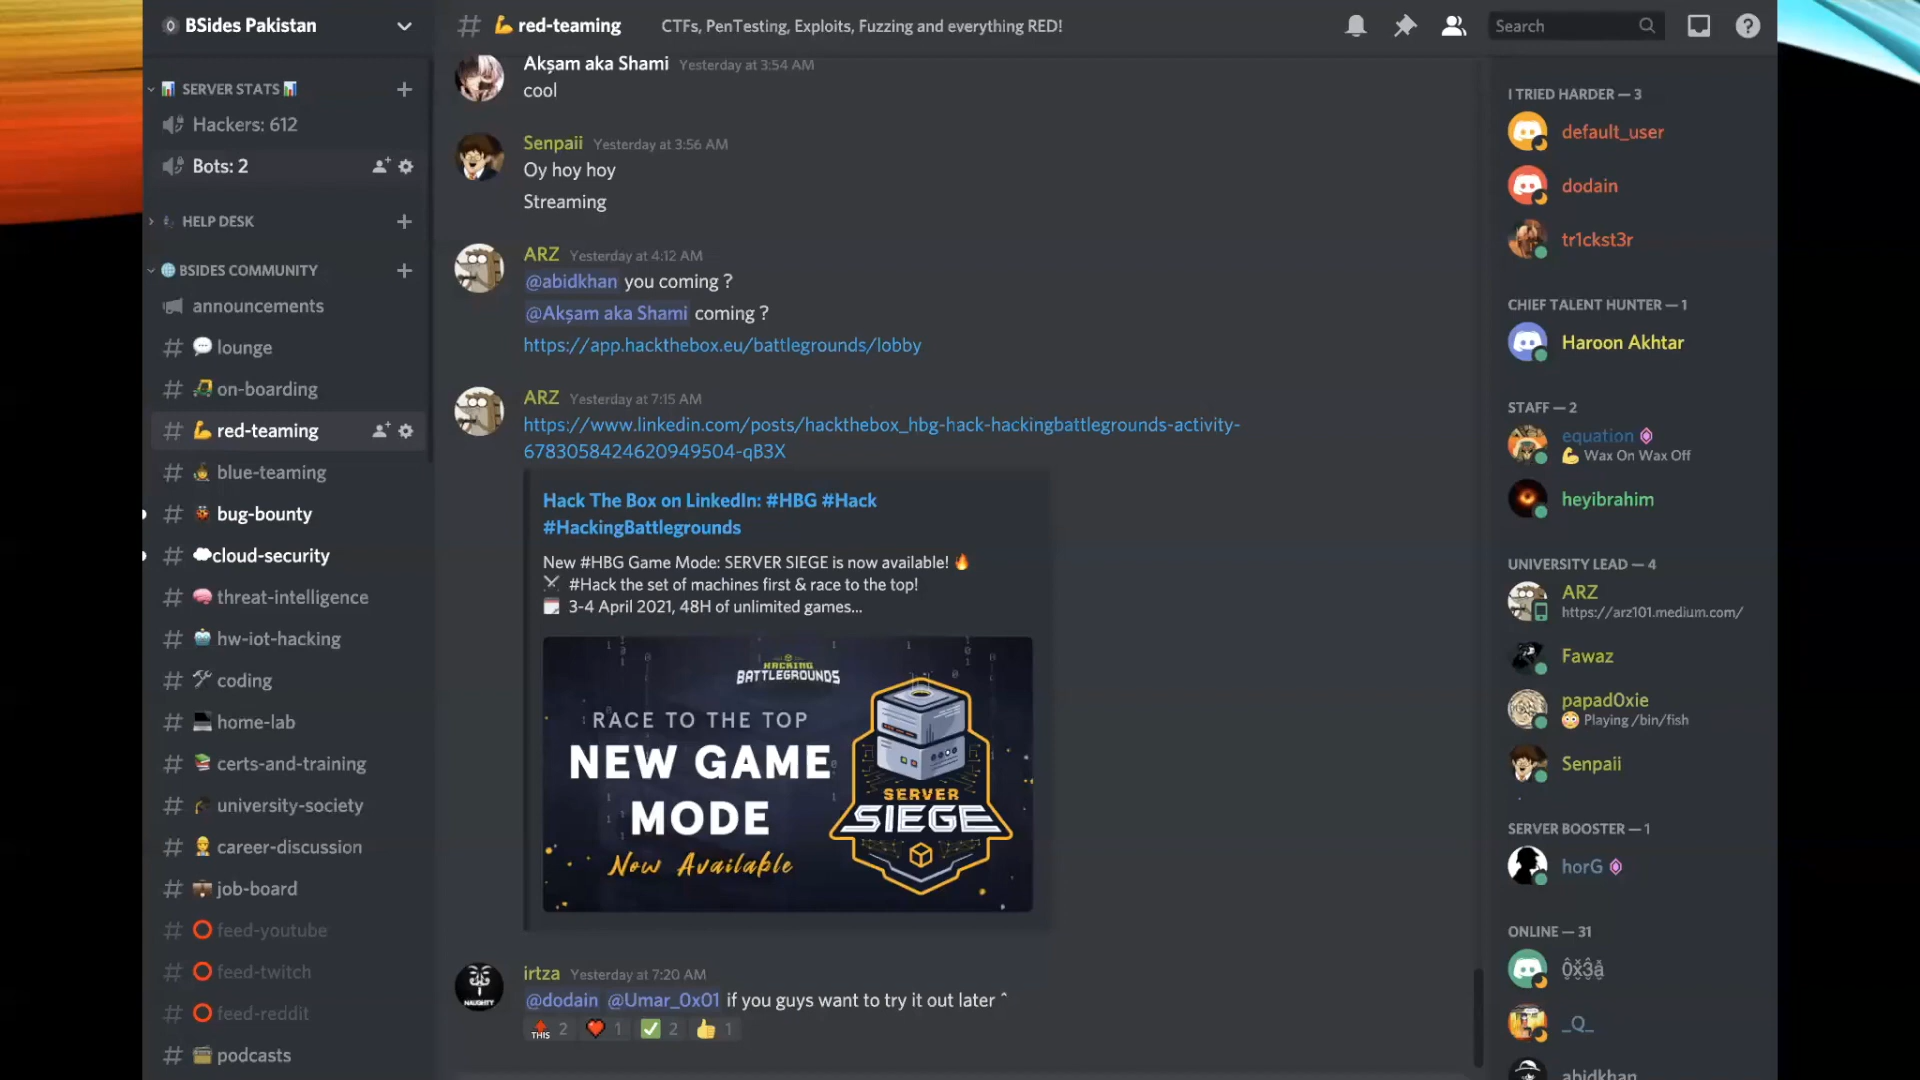 BSides Pakistan
SERVER STATS
Hackers: 612
Bots: 2
HELP DESK
BSIDES COMMUNITY
announcements
# lounge
# on-boarding
# red-teaming
# blue-teaming
# bug-bounty
# cloud-security
# threat-intelligence
# hw-iot-hacking
# coding
# home-lab
# certs-and-training
# university-society
# career-discussion
# job-board
# feed-youtube
# feed-twitch
# feed-reddit
# podcasts
# red-teaming CTFs, PenTesting, Exploits, Fuzzing and everything RED!
Search
Akşam aka Shami Yesterday at 3:54 AM
cool
Senpaii Yesterday at 3:56 AM
Oy hoy hoy
Streaming
ARZ Yesterday at 4:12 AM
@abidkhan you coming ?
@Akşam aka Shami coming ?
https://app.hackthebox.eu/battlegrounds/lobby
ARZ Yesterday at 7:15 AM
https://www.linkedin.com/posts/hackthebox_hbg-hack-hackingbattlegrounds-activity-
6783058424620949504-qB3X
Hack The Box on LinkedIn: #HBG #Hack
#HackingBattlegrounds
New #HBG Game Mode: SERVER SIEGE is now available! 🔥
⚔ #Hack the set of machines first & race to the top!
3-4 April 2021, 48H of unlimited games...
HACKING
BATTLEGROUNDS
RACE TO THE TOP
NEW GAME
MODE
Now Available
SERVER
SIEGE
irtza Yesterday at 7:20 AM
@dodain @Umar_0x01 if you guys want to try it out later ^
NAUGHTY
THIS 2 1 2 1
I TRIED HARDER — 3
default_user
dodain
tr1ckst3r
CHIEF TALENT HUNTER — 1
Haroon Akhtar
STAFF — 2
equation
Wax On Wax Off
heyibrahim
UNIVERSITY LEAD — 4
ARZ
https://arz101.medium.com/
Fawaz
papad0xie
Playing /bin/fish
Senpaii
SERVER BOOSTER — 1
horG
ONLINE — 31
_Q_
abidkhan